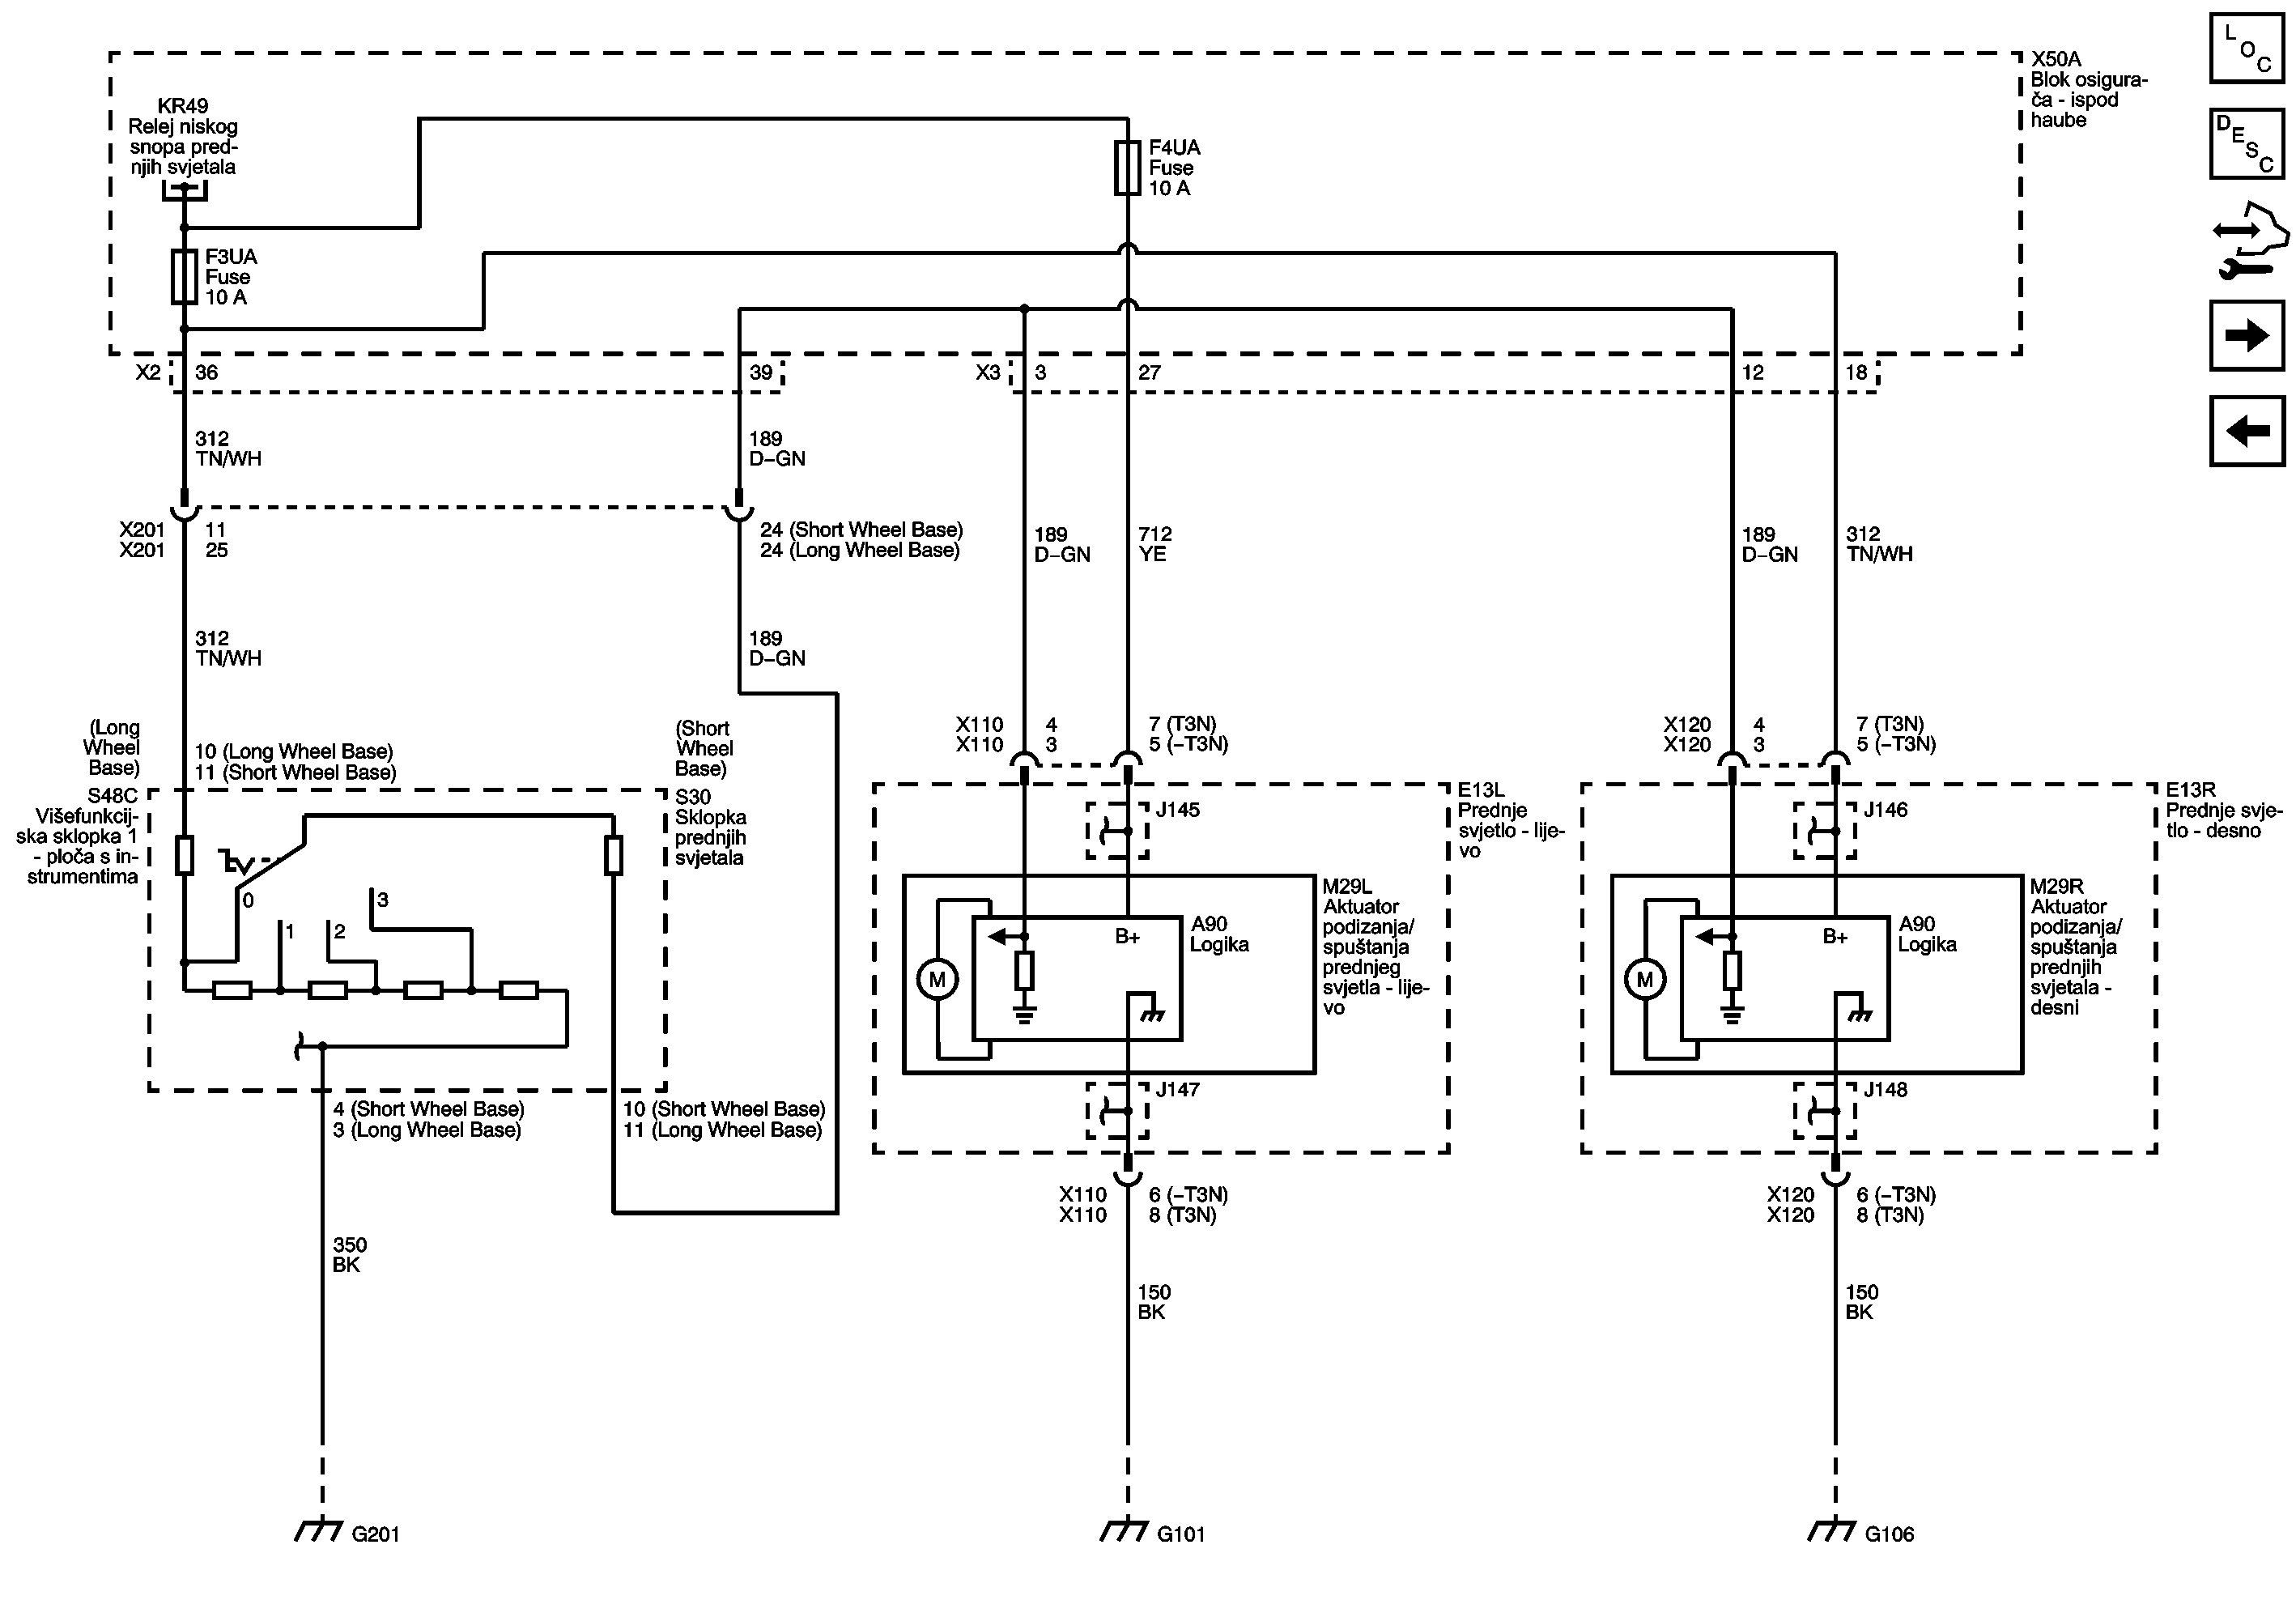 L
O
C
D
E
S
C
X50A
Blok osigura-
ča - ispod
haube
KR49
Relej niskog
snopa pred-
njih svjetala
F4UA
Fuse
10 A
F3UA
Fuse
10 A
X2 36 39 X3 3 27 12 18
312
TN/WH
189
D–GN
X201 11
X201 25
24 (Short Wheel Base)
24 (Long Wheel Base)
189
D–GN
712
YE
189
D–GN
312
TN/WH
312
TN/WH
189
D–GN
(Long
Wheel
Base)
10 (Long Wheel Base)
11 (Short Wheel Base)
(Short
Wheel
Base)
X110 4 7 (T3N)
X110 3 5 (–T3N)
X120 4 7 (T3N)
X120 3 5 (–T3N)
S48C
Višefunkcij-
ska sklopka 1
- ploča s in-
strumentima
S30
Sklopka
prednjih
svjetala
0
1
2
3
E13L
Prednje
svjetlo - lije-
vo
J145
M29L
Aktuator
podizanja/
spuštanja
prednjeg
svjetla - lije-
vo
A90
Logika
B+
M
J147
E13R
Prednje svje-
tlo - desno
J146
M29R
Aktuator
podizanja/
spuštanja
prednjih
svjetala -
desni
A90
Logika
B+
M
J148
4 (Short Wheel Base)
3 (Long Wheel Base)
10 (Short Wheel Base)
11 (Long Wheel Base)
X110 6 (–T3N)
X110 8 (T3N)
X120 6 (–T3N)
X120 8 (T3N)
350
BK
150
BK
150
BK
G201
G101
G106